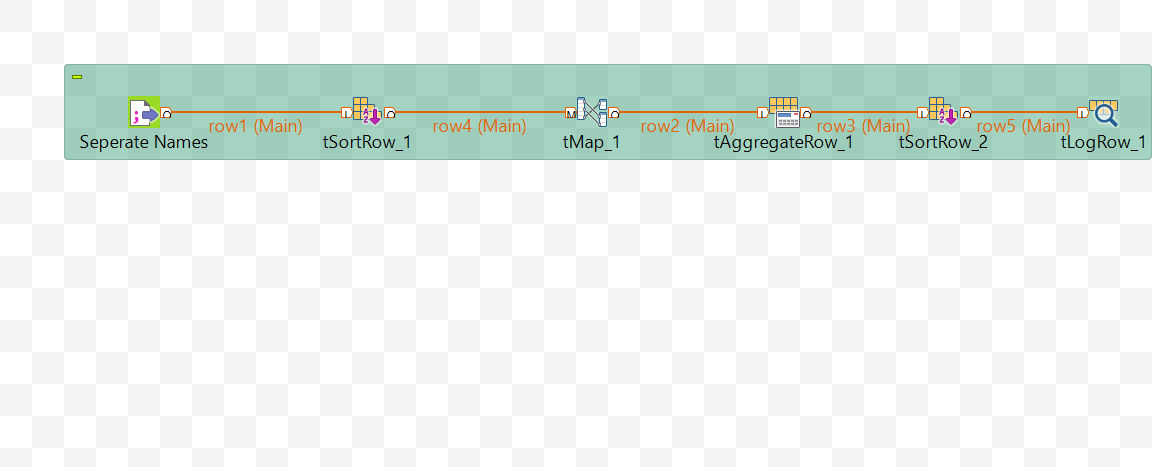 row1 (Main)
row4 (Main)
row2 (Main)
row3 (Main)
row5 (Main)
Seperate Names
tSortRow_1
tMap_1
tAggregateRow_1
tSortRow_2
tLogRow_1